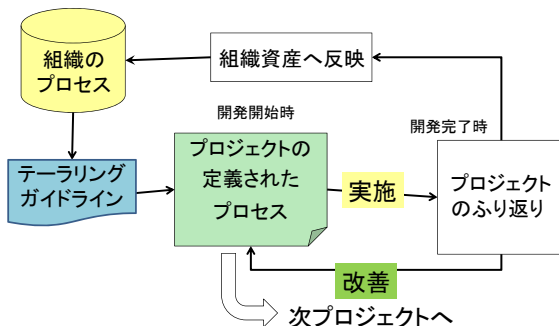 組織の
プロセス
組織資産へ反映
開発開始時
開発完了時
テーラリング
ガイドライン
プロジェクトの
定義された
プロセス
実施
プロジェクト
のふり返り
改善
次プロジェクトへ